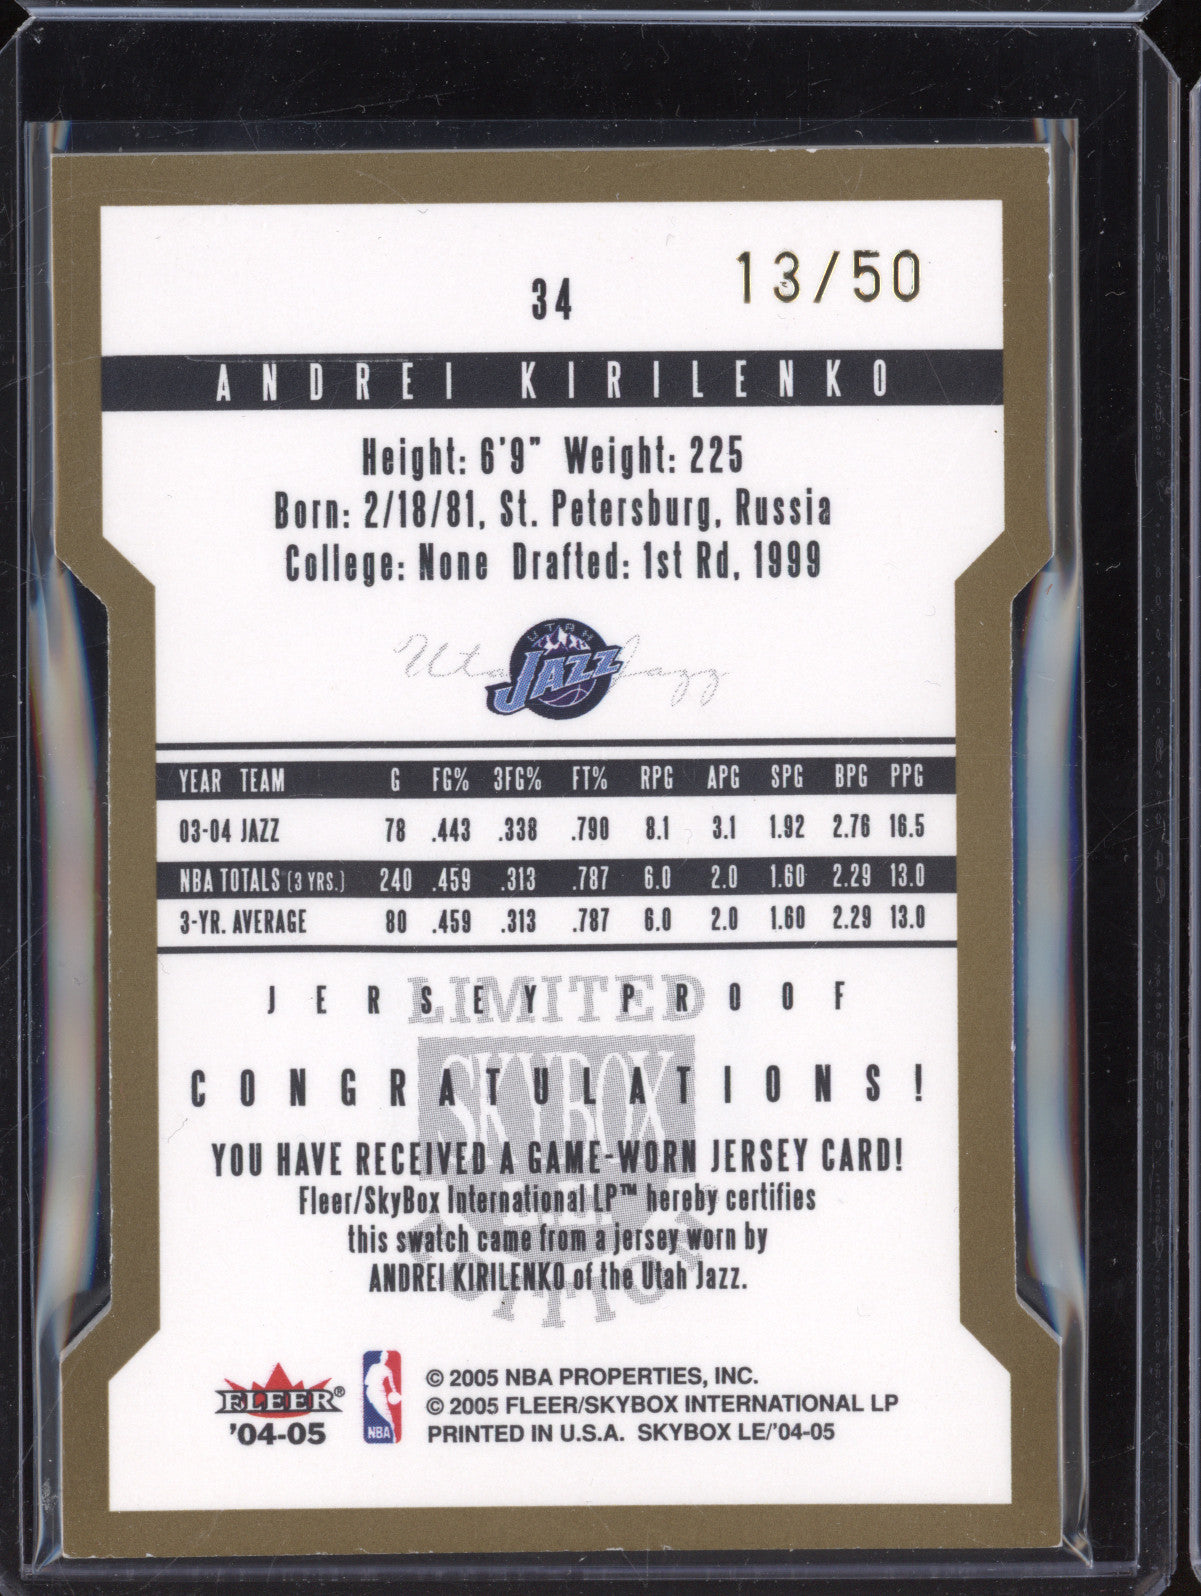 34 13/50
ANDREI KIRILENKO
Height: 6'9" Weight: 225
Born: 2/18/81, St. Petersburg, Russia
College: None Drafted: 1st Rd, 1999
Utah Jazz
UTAH
JAZZ
YEAR TEAM G FG% 3FG% FT% RPG APG SPG BPG PPG
03-04 JAZZ 78 .443 .338 .790 8.1 3.1 1.92 2.76 16.5
NBA TOTALS (3 YRS.) 240 .459 .313 .787 6.0 2.0 1.60 2.29 13.0
3-YR. AVERAGE 80 .459 .313 .787 6.0 2.0 1.60 2.29 13.0
LIMITED
JERSEY PROOF
SKYBOX
CONGRATULATIONS!
YOU HAVE RECEIVED A GAME-WORN JERSEY CARD!
Fleer/SkyBox International LP™ hereby certifies
this swatch came from a jersey worn by
ANDREI KIRILENKO of the Utah Jazz.
EDITION
FLEER®
'04-05
NBA
© 2005 NBA PROPERTIES, INC.
© 2005 FLEER/SKYBOX INTERNATIONAL LP
PRINTED IN U.S.A. SKYBOX LE/'04-05